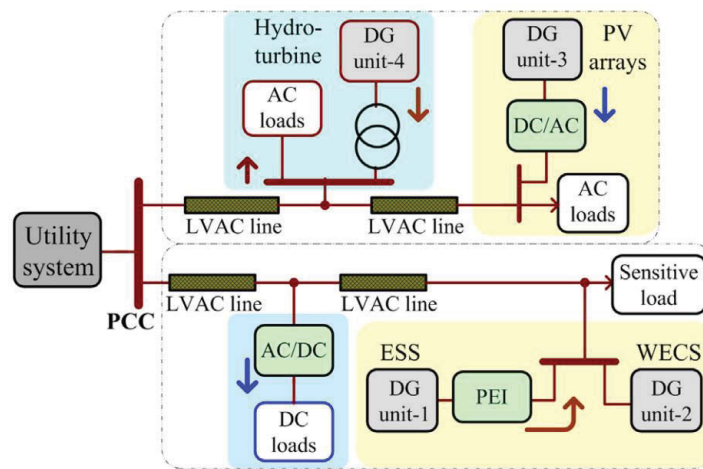 Hydro-
turbine
DG
unit-4
AC
loads
DG
unit-3
PV
arrays
DC/AC
AC
loads
LVAC line
LVAC line
Utility
system
PCC
LVAC line
LVAC line
Sensitive
load
AC/DC
DC
loads
ESS
DG
unit-1
PEI
WECS
DG
unit-2